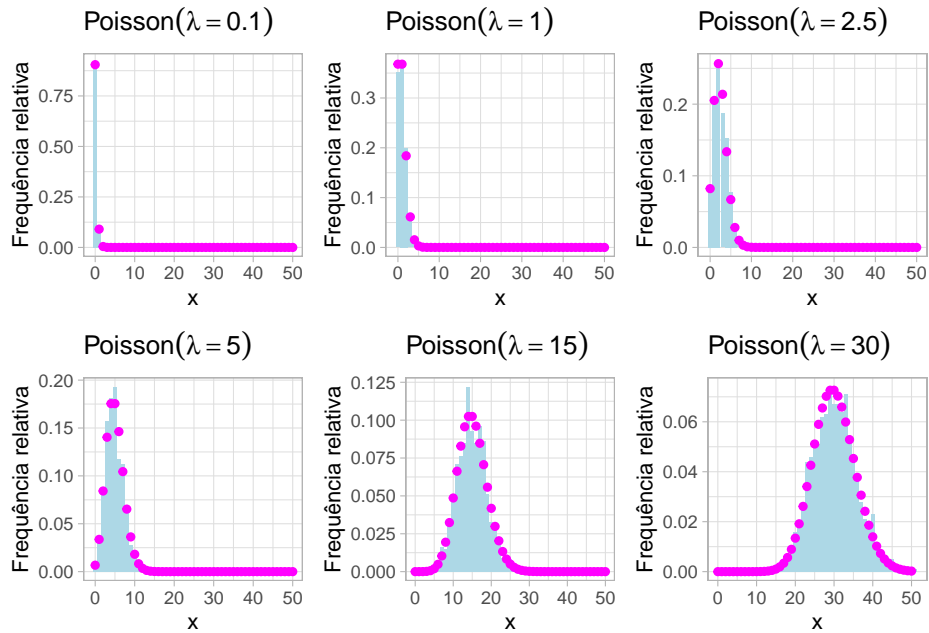 Poisson(λ = 0.1)
Frequência relativa
0.75
0.50
0.25
0.00
0 10 20 30 40 50
x
Poisson(λ = 1)
Frequência relativa
0.3
0.2
0.1
0.0
0 10 20 30 40 50
x
Poisson(λ = 2.5)
Frequência relativa
0.2
0.1
0.0
0 10 20 30 40 50
x
Poisson(λ = 5)
Frequência relativa
0.20
0.15
0.10
0.05
0.00
0 10 20 30 40 50
x
Poisson(λ = 15)
Frequência relativa
0.125
0.100
0.075
0.050
0.025
0.000
0 10 20 30 40 50
x
Poisson(λ = 30)
Frequência relativa
0.06
0.04
0.02
0.00
0 10 20 30 40 50
x